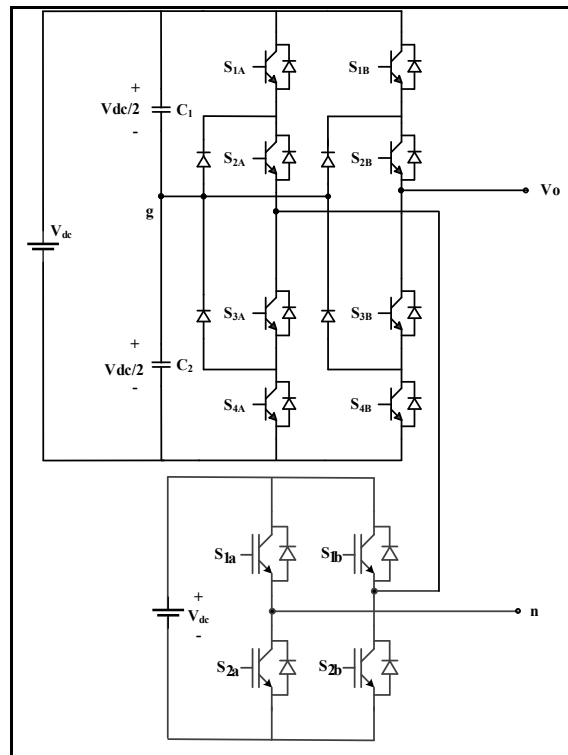 S1A
S1B
+
Vdc/2
C1
-
S2A
S2B
Vo
g
Vdc
S3A
S3B
+
Vdc/2
C2
-
S4A
S4B
S1a
S1b
+
Vdc
-
n
S2a
S2b